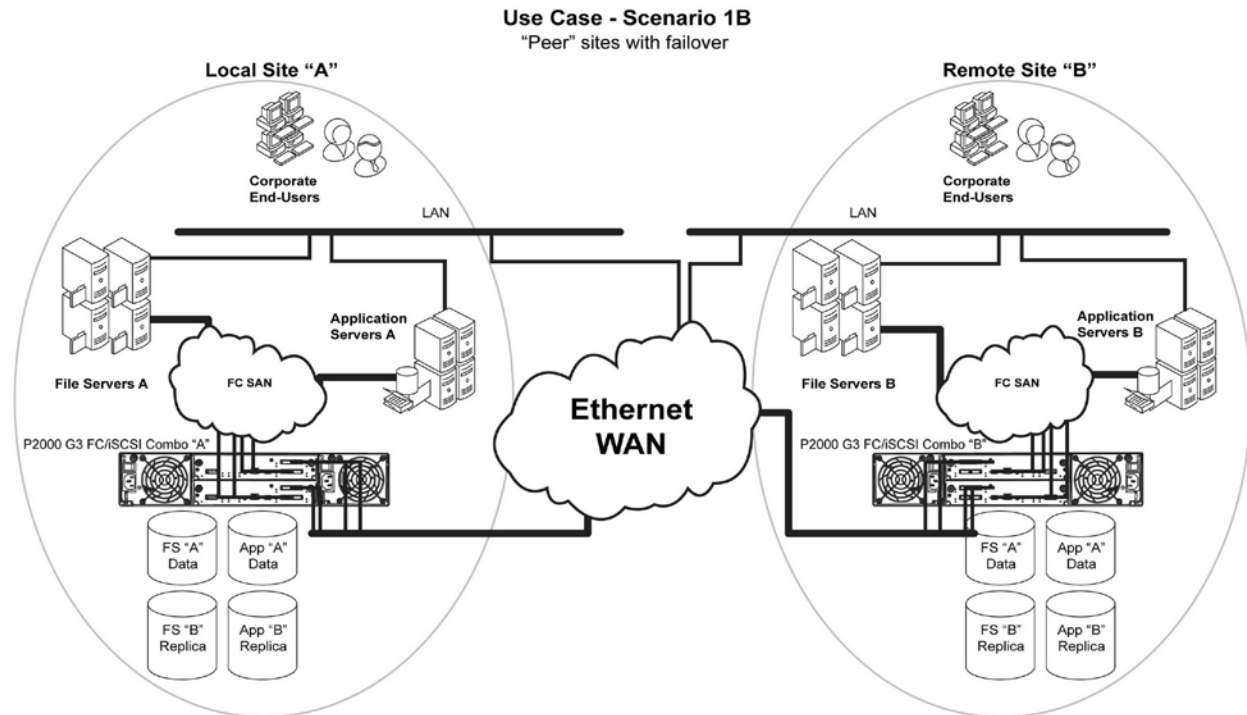 Use Case - Scenario 1B
“Peer” sites with failover
Local Site “A”
Remote Site “B”
Corporate
End-Users
Corporate
End-Users
LAN
LAN
Application
Servers A
Application
Servers B
File Servers A
FC SAN
Ethernet
WAN
File Servers B
FC SAN
P2000 G3 FC/iSCSI Combo “A”
P2000 G3 FC/iSCSI Combo “B”
FS “A”
Data
App “A”
Data
FS “A”
Data
App “A”
Data
FS “B”
Replica
App “B”
Replica
FS “B”
Replica
App “B”
Replica